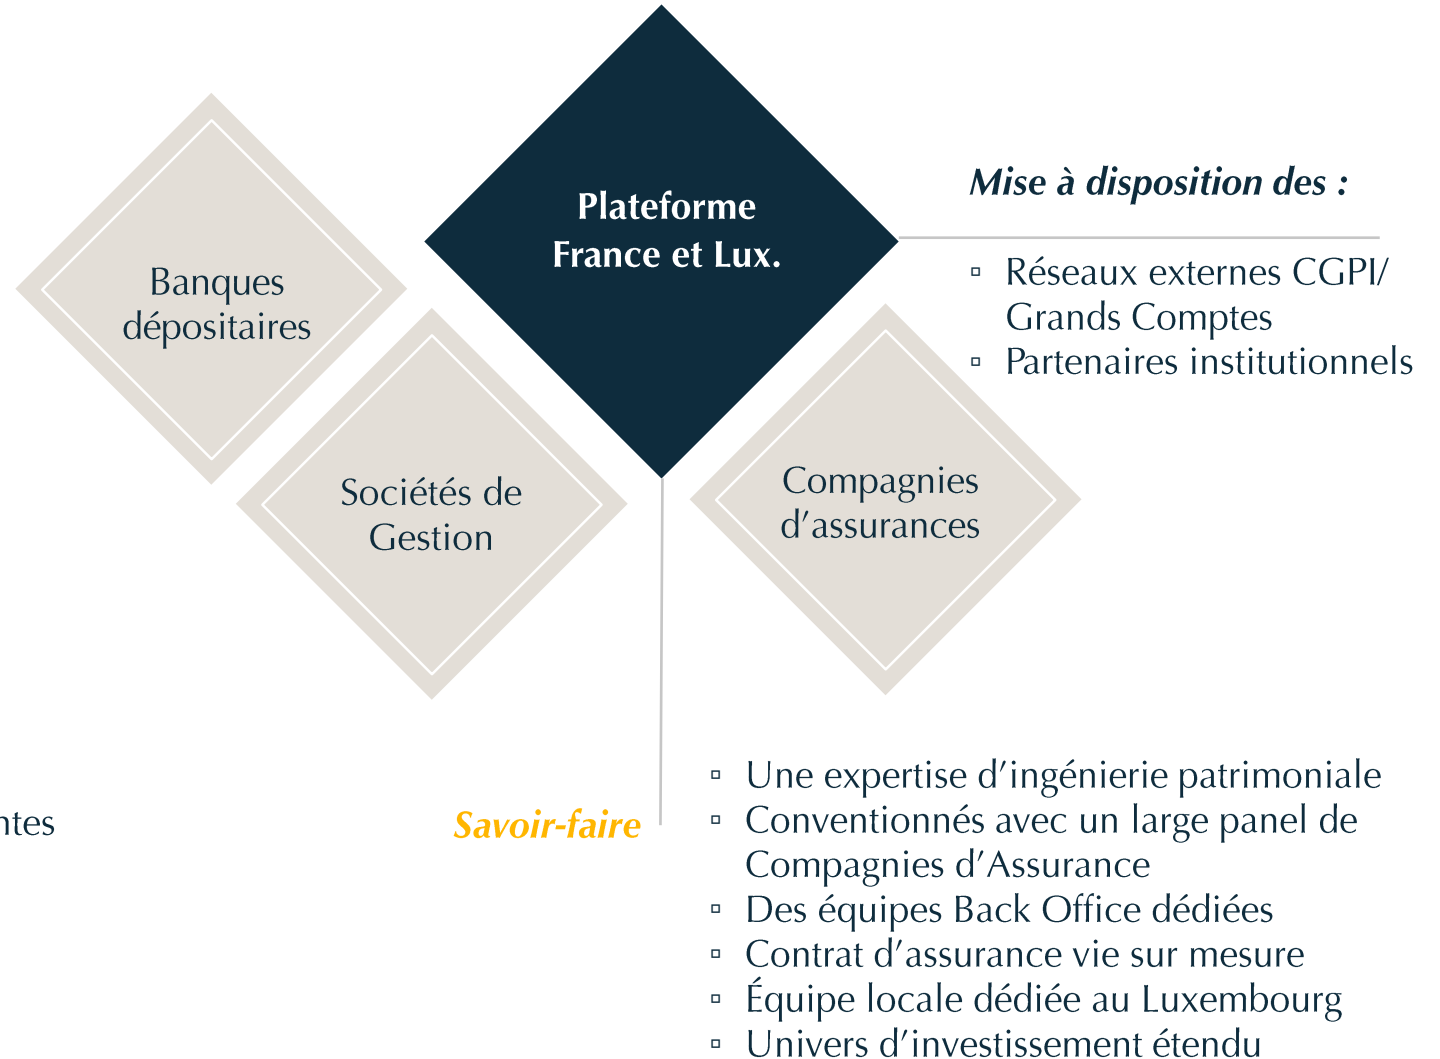 Plateforme
France et Lux.
Mise à disposition des :
Banques
dépositaires
▫ Réseaux externes CGPI/
Grands Comptes
▫ Partenaires institutionnels
Sociétés de
Gestion
Compagnies
d’assurances
Savoir-faire
▫ Une expertise d’ingénierie patrimoniale
▫ Conventionnés avec un large panel de
Compagnies d’Assurance
▫ Des équipes Back Office dédiées
▫ Contrat d’assurance vie sur mesure
▫ Équipe locale dédiée au Luxembourg
▫ Univers d’investissement étendu